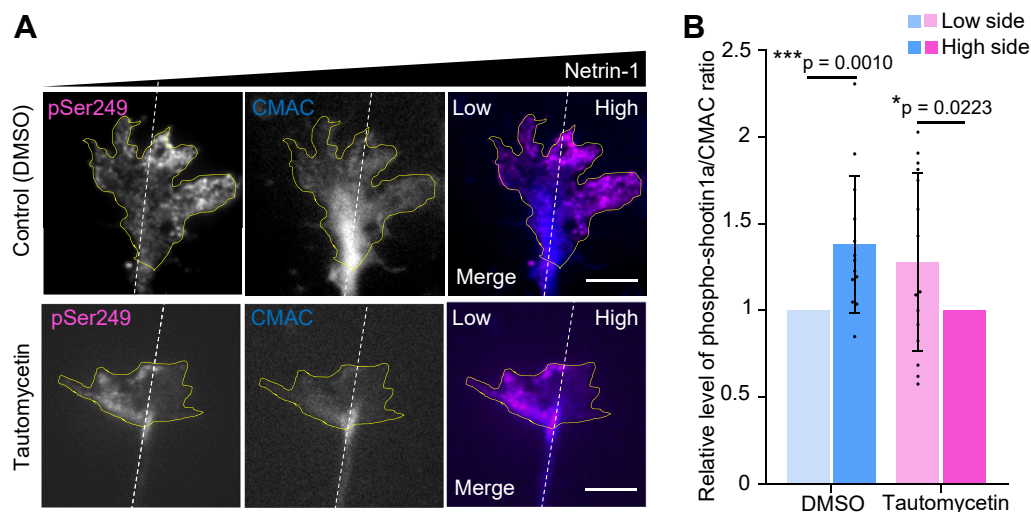 A
Netrin-1
Control (DMSO)
pSer249
CMAC
Low
High
Merge
Tautomycetin
pSer249
CMAC
Low
High
Merge
B
Low side
High side
Relative level of phospho-shootin1a/CMAC ratio
2.5
2
1.5
1
0.5
0
***p = 0.0010
*p = 0.0223
DMSO
Tautomycetin